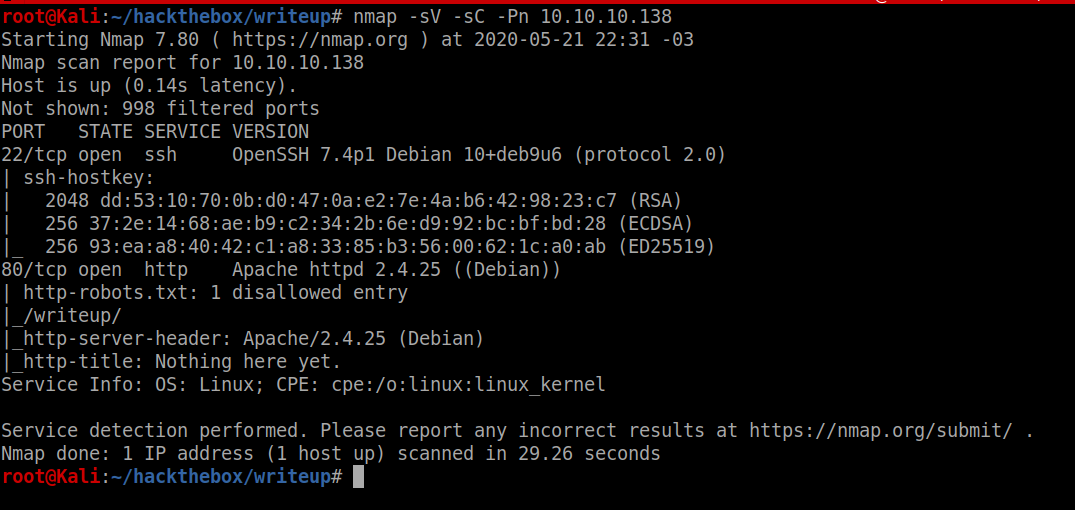 root@Kali:~/hackthebox/writeup# nmap -sV -sC -Pn 10.10.10.138
Starting Nmap 7.80 ( https://nmap.org ) at 2020-05-21 22:31 -03
Nmap scan report for 10.10.10.138
Host is up (0.14s latency).
Not shown: 998 filtered ports
PORT   STATE SERVICE VERSION
22/tcp open  ssh     OpenSSH 7.4p1 Debian 10+deb9u6 (protocol 2.0)
| ssh-hostkey:
|   2048 dd:53:10:70:0b:d0:47:0a:e2:7e:4a:b6:42:98:23:c7 (RSA)
|   256 37:2e:14:68:ae:b9:c2:34:2b:6e:d9:92:bc:bf:bd:28 (ECDSA)
|_  256 93:ea:a8:40:42:c1:a8:33:85:b3:56:00:62:1c:a0:ab (ED25519)
80/tcp open  http    Apache httpd 2.4.25 ((Debian))
| http-robots.txt: 1 disallowed entry
|_/writeup/
|_http-server-header: Apache/2.4.25 (Debian)
|_http-title: Nothing here yet.
Service Info: OS: Linux; CPE: cpe:/o:linux:linux_kernel
Service detection performed. Please report any incorrect results at https://nmap.org/submit/ .
Nmap done: 1 IP address (1 host up) scanned in 29.26 seconds
root@Kali:~/hackthebox/writeup#